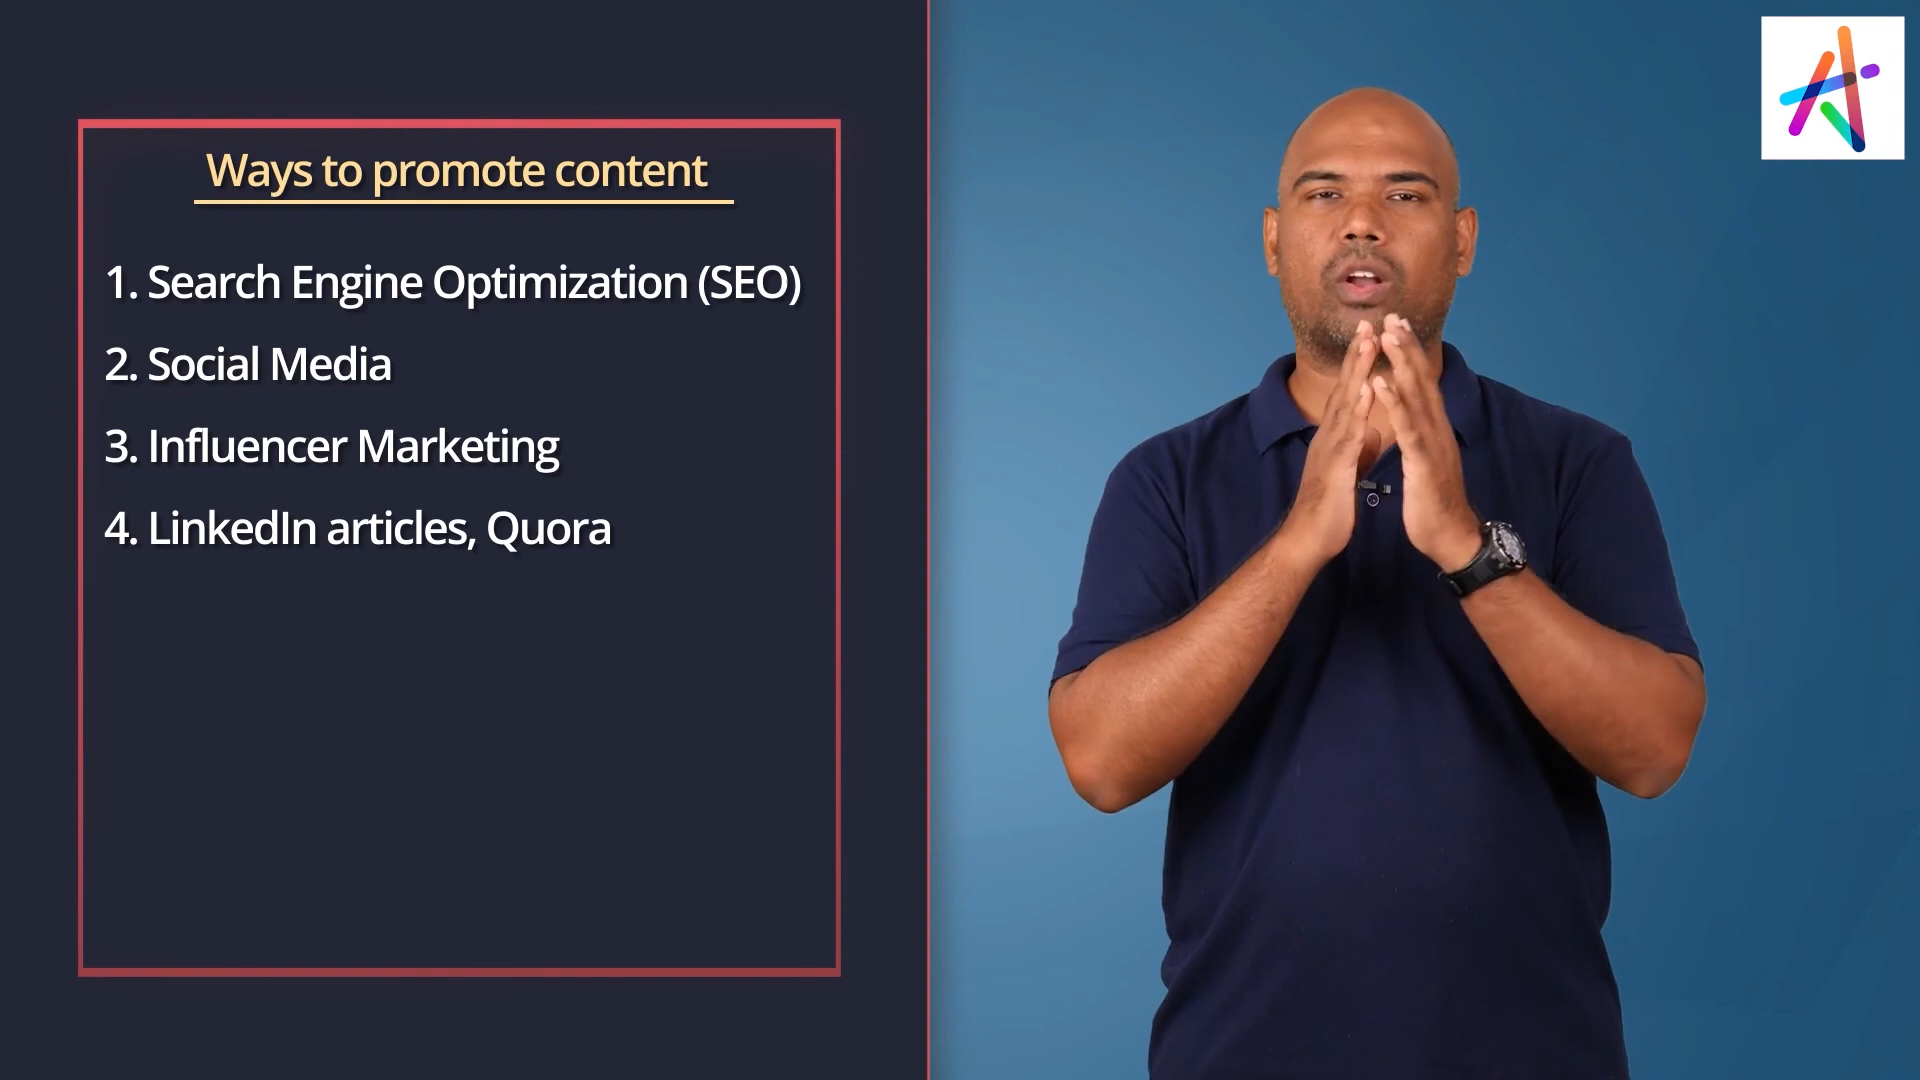 Ways to promote content
1. Search Engine Optimization (SEO)
2. Social Media
3. Influencer Marketing
4. LinkedIn articles, Quora